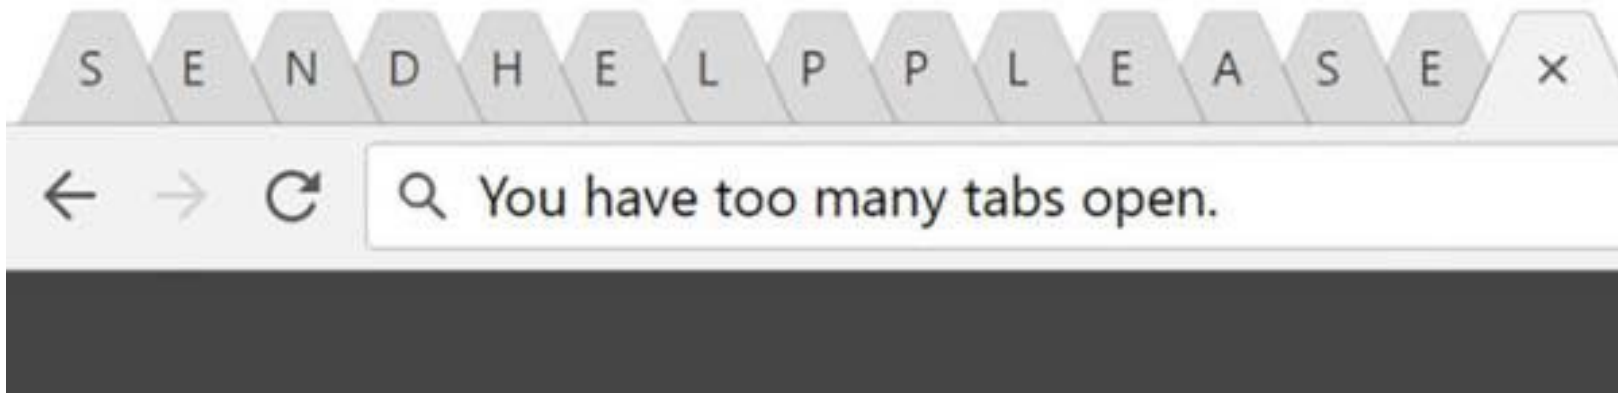 S E N D H E L P P L E A S E
You have too many tabs open.